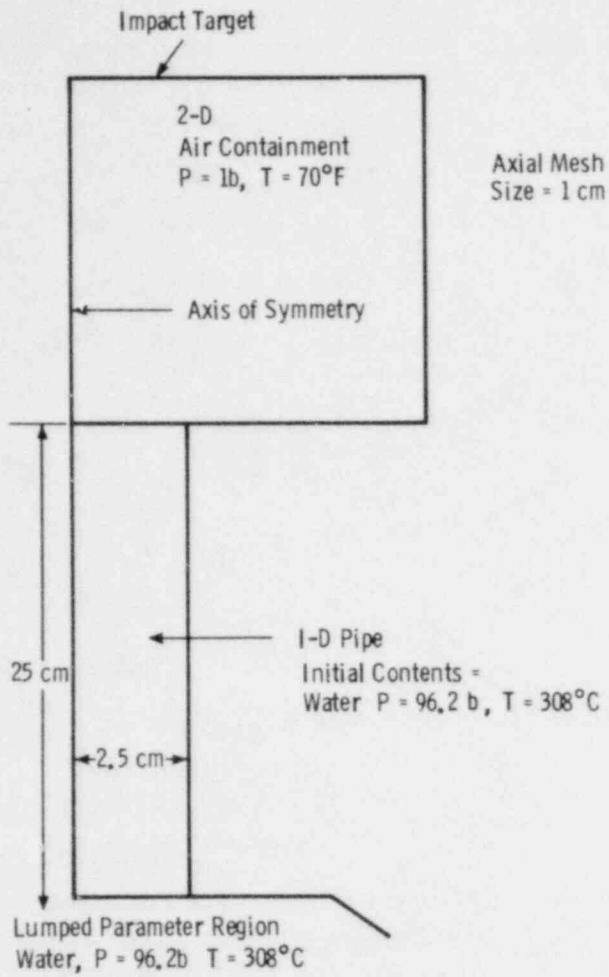 Impact Target
2-D
Air Containment
P = 1b, T = 70°F
Axial Mesh
Size = 1 cm
Axis of Symmetry
1-D Pipe
25 cm
Initial Contents =
Water P = 96.2 b, T = 308°C
2.5 cm
Lumped Parameter Region
Water, P = 96.2b T = 308°C